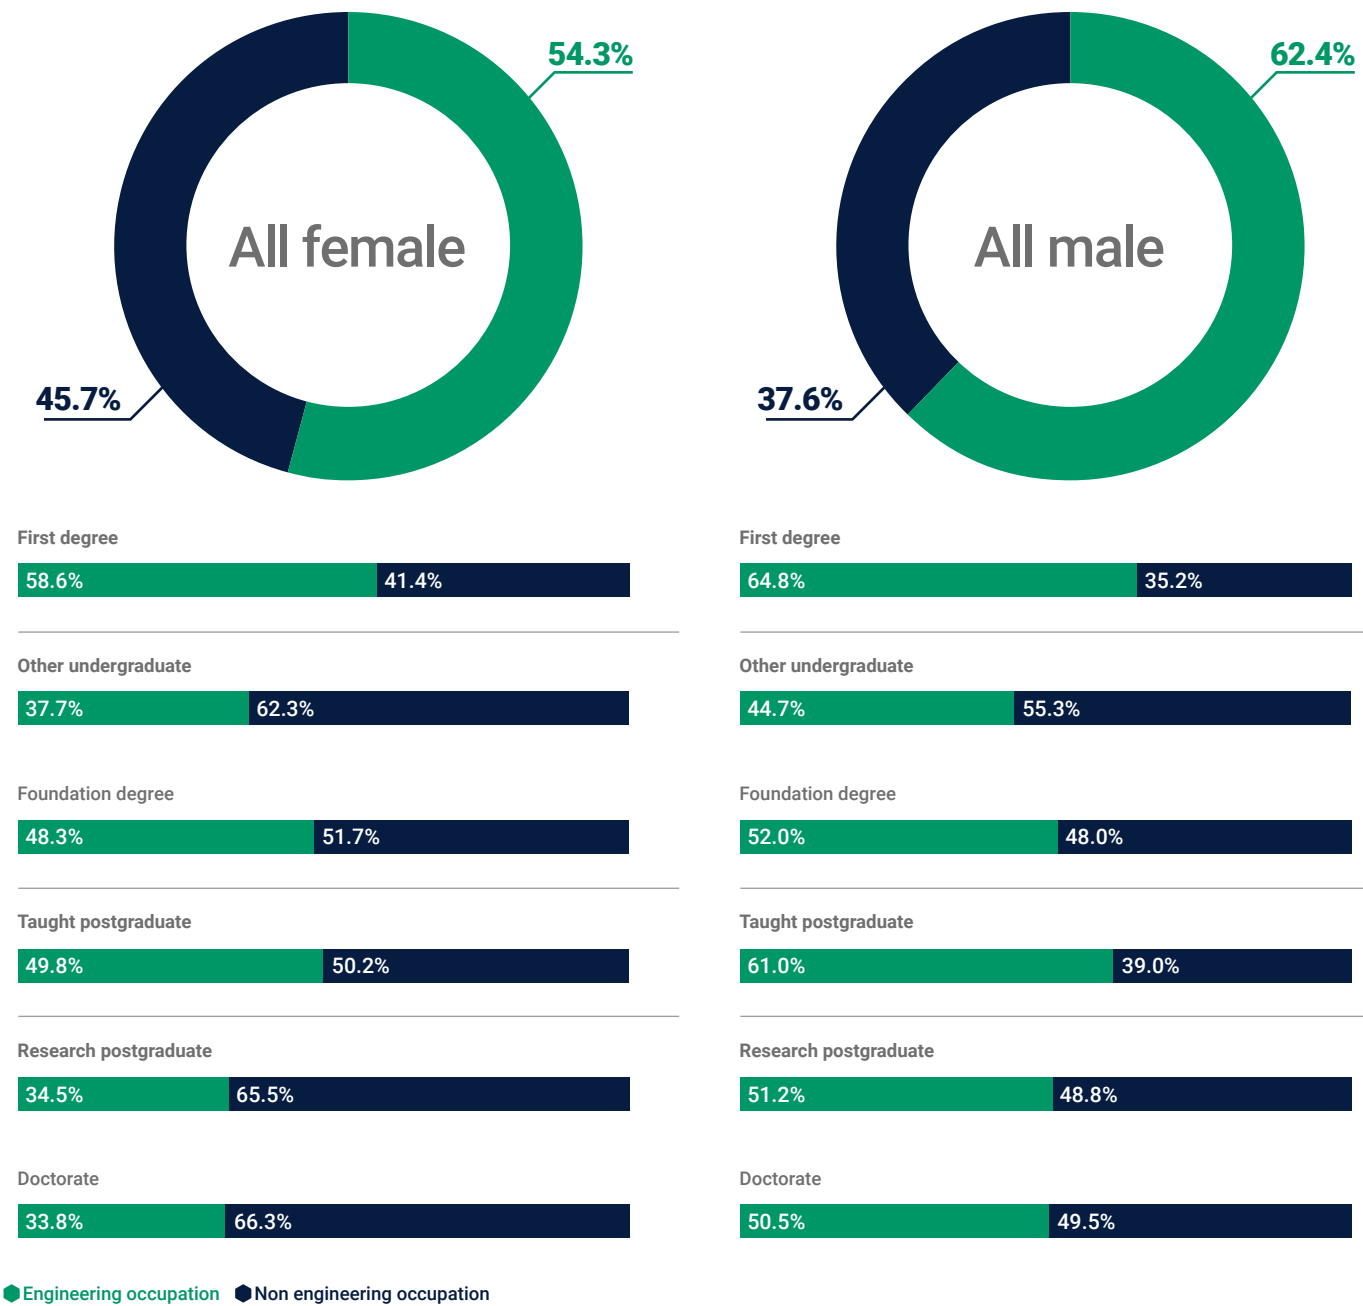 54.3%
All female
45.7%
62.4%
All male
37.6%
First degree
58.6% 41.4%
Other undergraduate
37.7% 62.3%
Foundation degree
48.3% 51.7%
Taught postgraduate
49.8% 50.2%
Research postgraduate
34.5% 65.5%
Doctorate
33.8% 66.3%
First degree
64.8% 35.2%
Other undergraduate
44.7% 55.3%
Foundation degree
52.0% 48.0%
Taught postgraduate
61.0% 39.0%
Research postgraduate
51.2% 48.8%
Doctorate
50.5% 49.5%
Engineering occupation Non engineering occupation